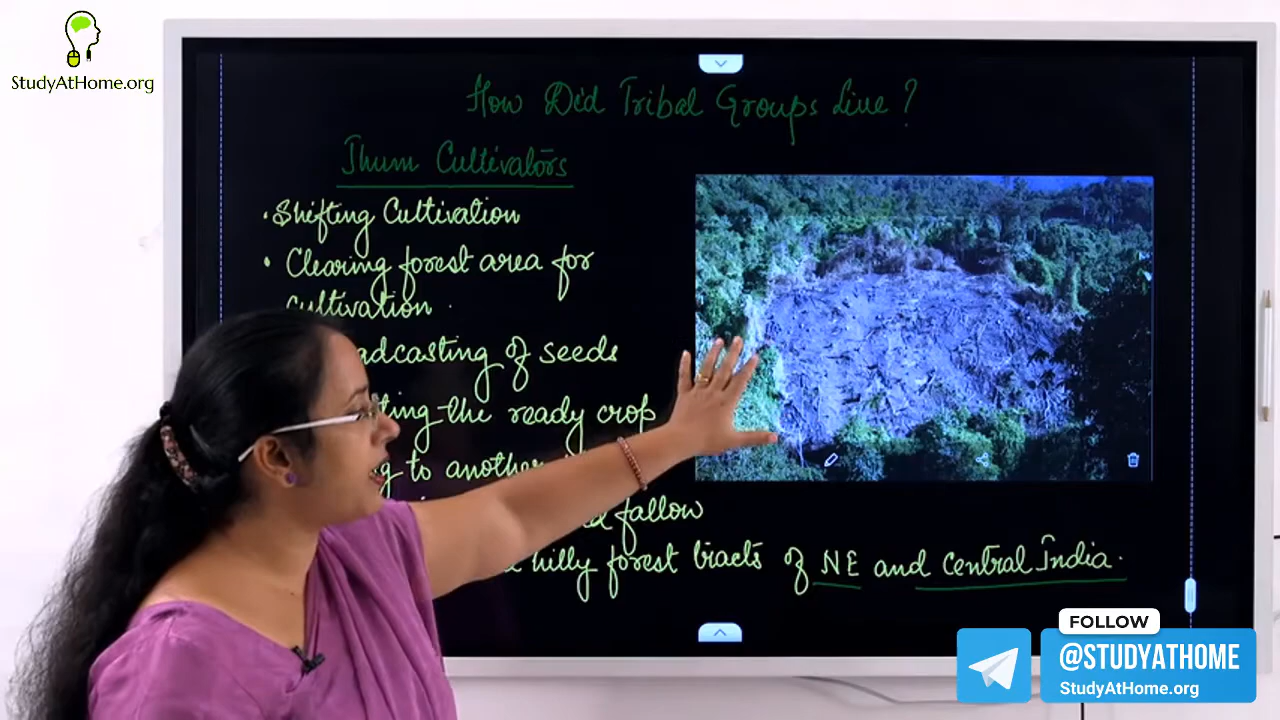 StudyAtHome.org
How Did Tribal Groups Live?
Jhum Cultivators
• Shifting Cultivation
• Clearing forest area for
cultivation
adcasting of seeds
ting the ready crop
to another
fallow
hilly forest tracts of NE and Central India.
FOLLOW
@STUDYATHOME
StudyAtHome.org